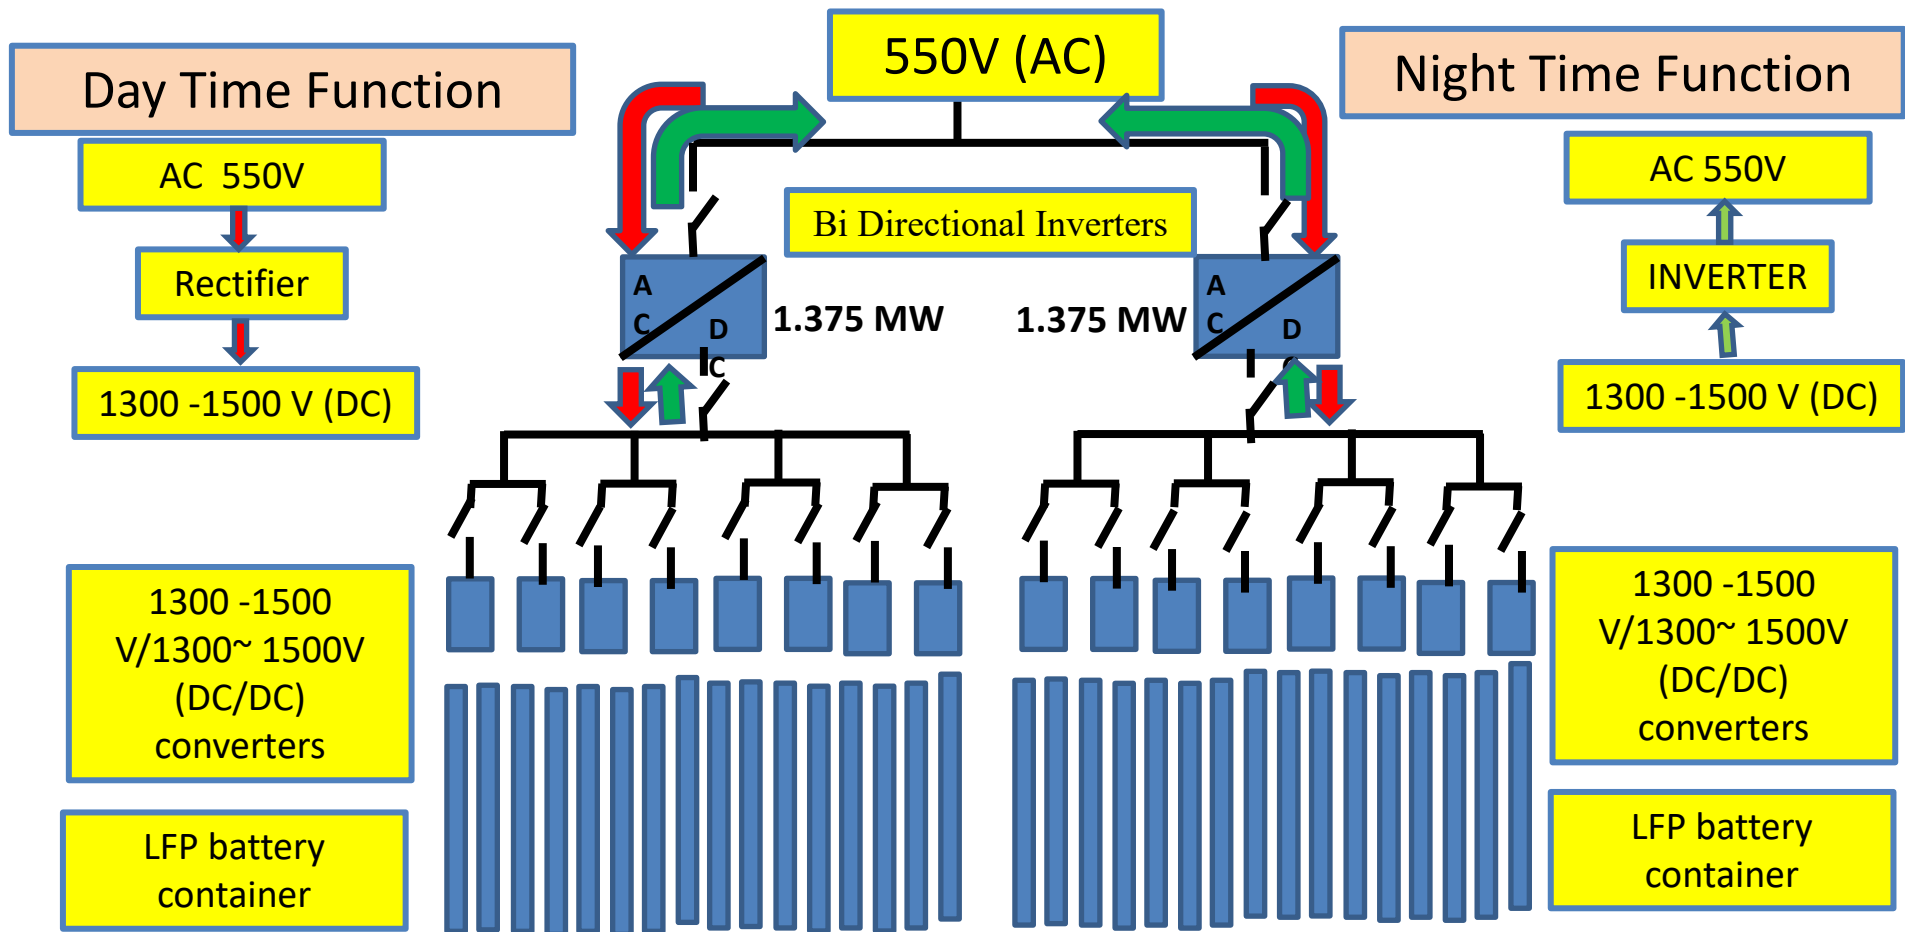 550V (AC)
Day Time Function
Night Time Function
AC  550V
AC 550V
Bi Directional Inverters
Rectifier
INVERTER
A
C
D
C
1.375 MW
1.375 MW
A
C
D
1300 -1500 V (DC)
1300 -1500 V (DC)
1300 -1500
V/1300~ 1500V
(DC/DC)
converters
1300 -1500
V/1300~ 1500V
(DC/DC)
converters
LFP battery
container
LFP battery
container